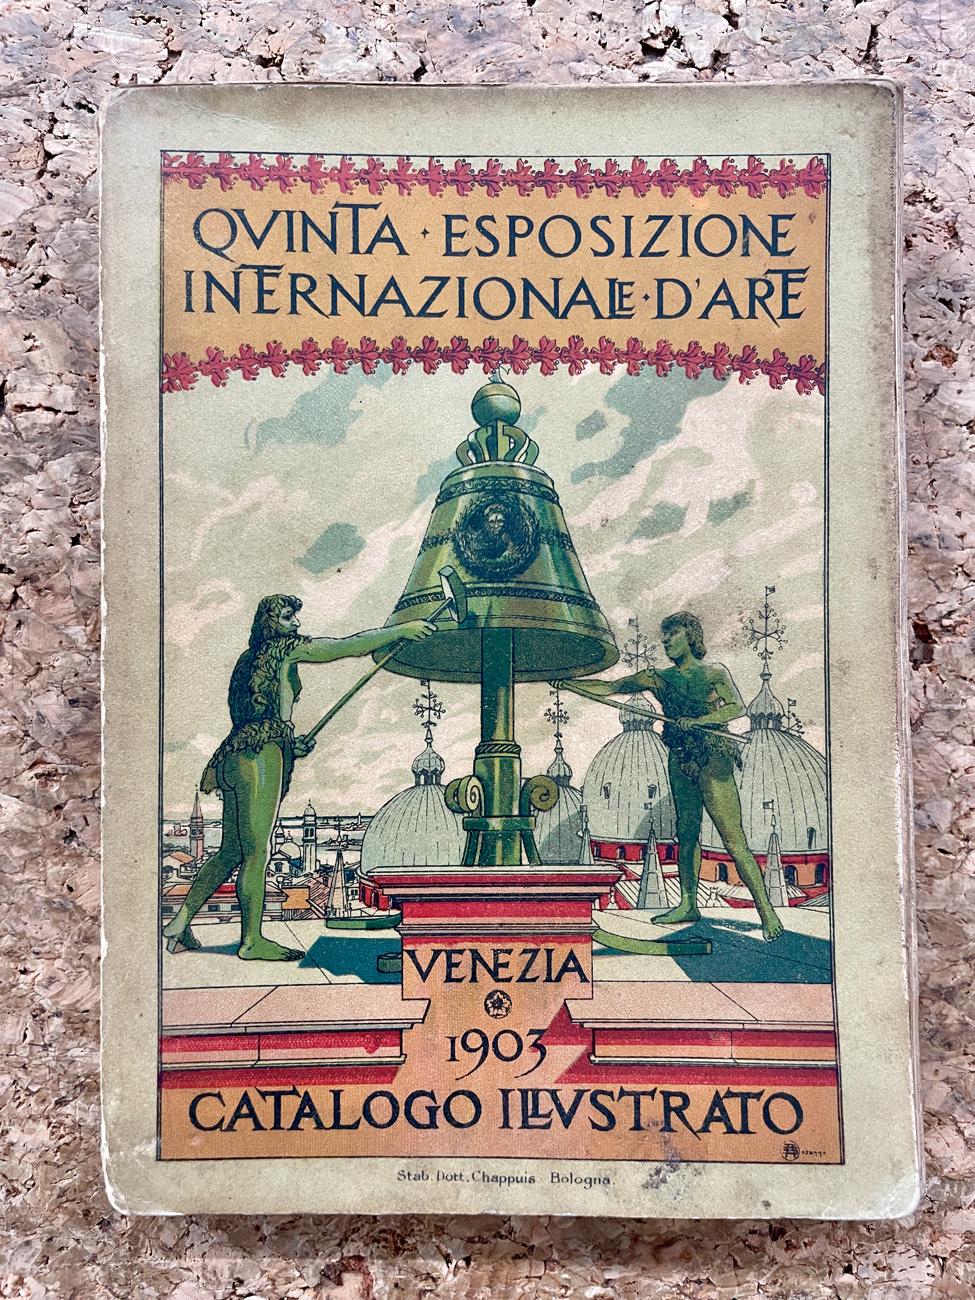 QVINTA · ESPOSIZIONE
INTERNAZIONALE · D'ARTE
VENEZIA
1903
CATALOGO ILLVSTRATO
Stab. Dott. Chappuis Bologna.